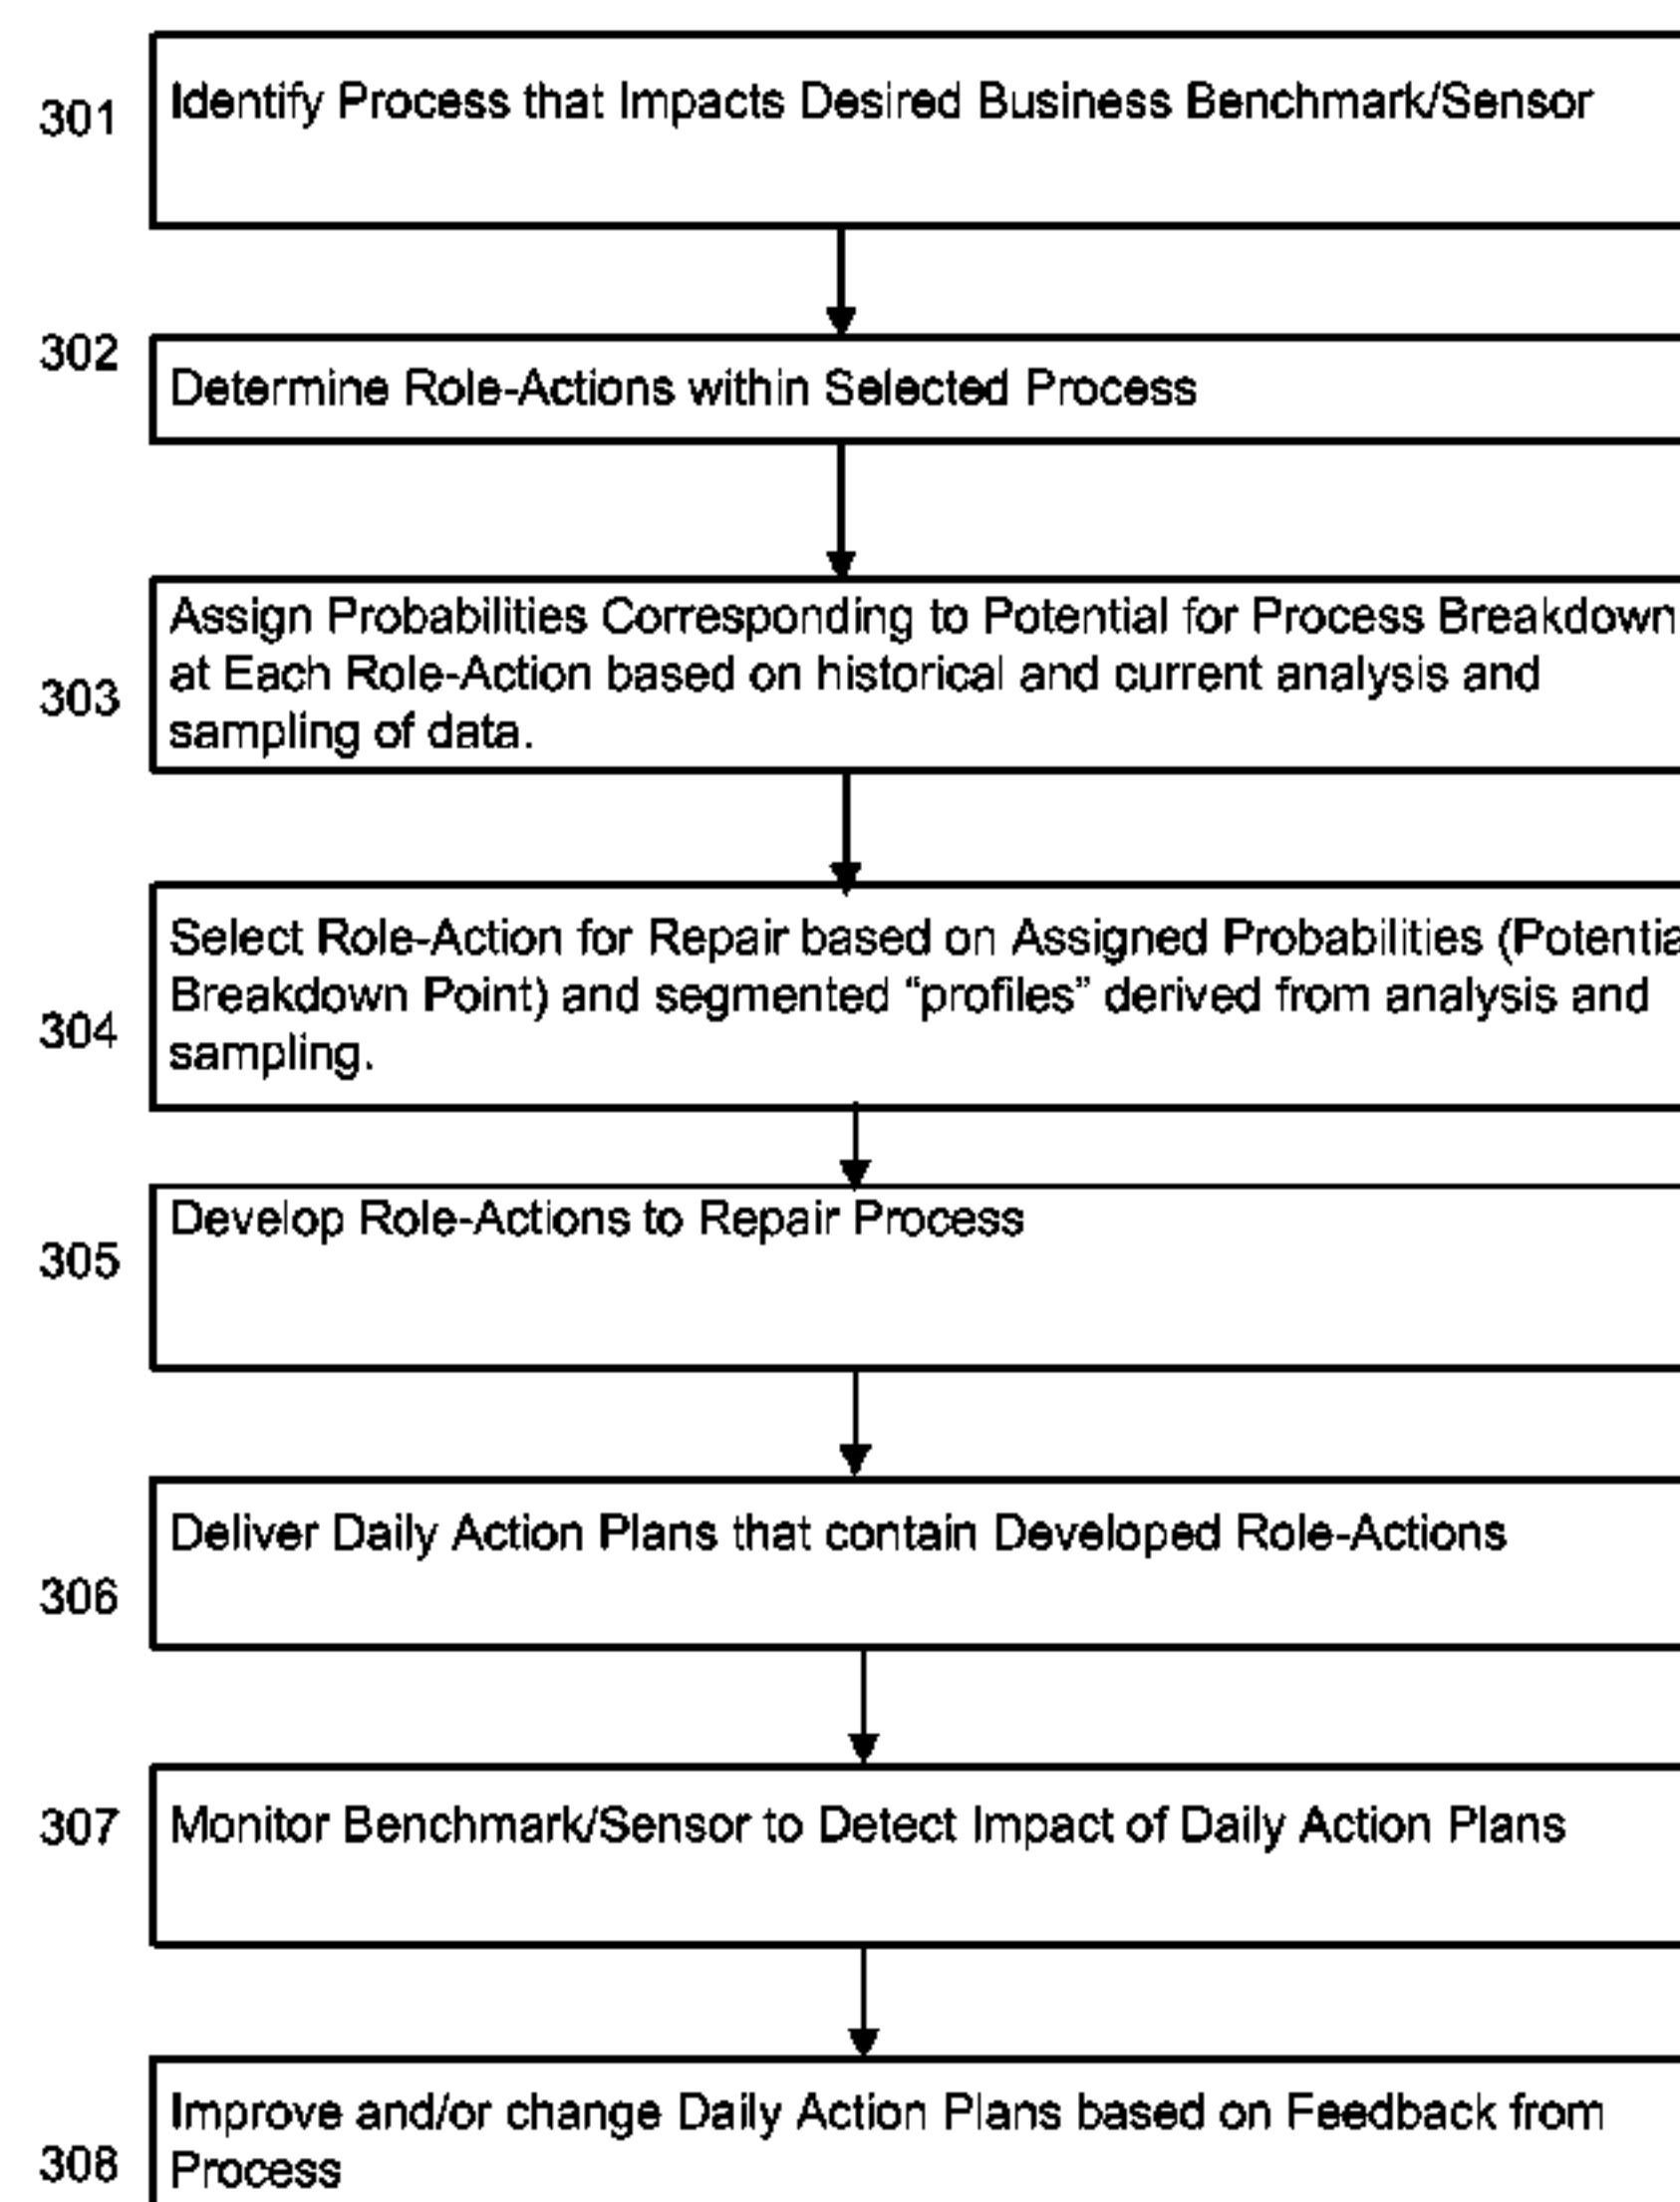 301
Identify Process that Impacts Desired Business Benchmark/Sensor
302
Determine Role-Actions within Selected Process
303
Assign Probabilities Corresponding to Potential for Process Breakdown
at Each Role-Action based on historical and current analysis and
sampling of data.
304
Select Role-Action for Repair based on Assigned Probabilities (Potentia
Breakdown Point) and segmented “profiles” derived from analysis and
sampling.
305
Develop Role-Actions to Repair Process
306
Deliver Daily Action Plans that contain Developed Role-Actions
307
Monitor Benchmark/Sensor to Detect Impact of Daily Action Plans
308
Improve and/or change Daily Action Plans based on Feedback from
Process